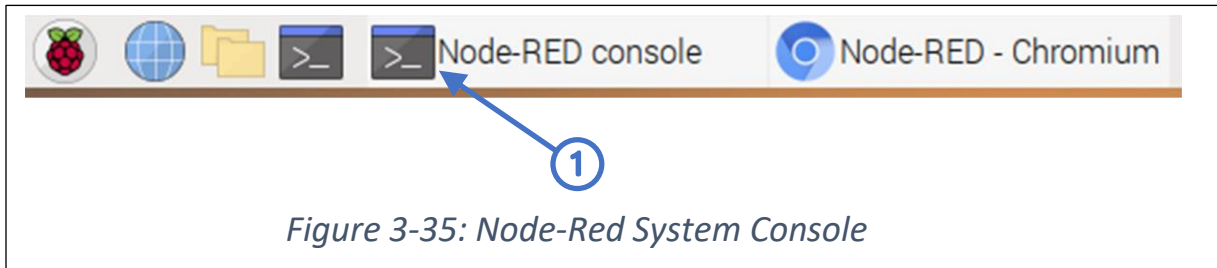 >_ >_ Node-RED console Node-RED - Chromium
1
Figure 3-35: Node-Red System Console